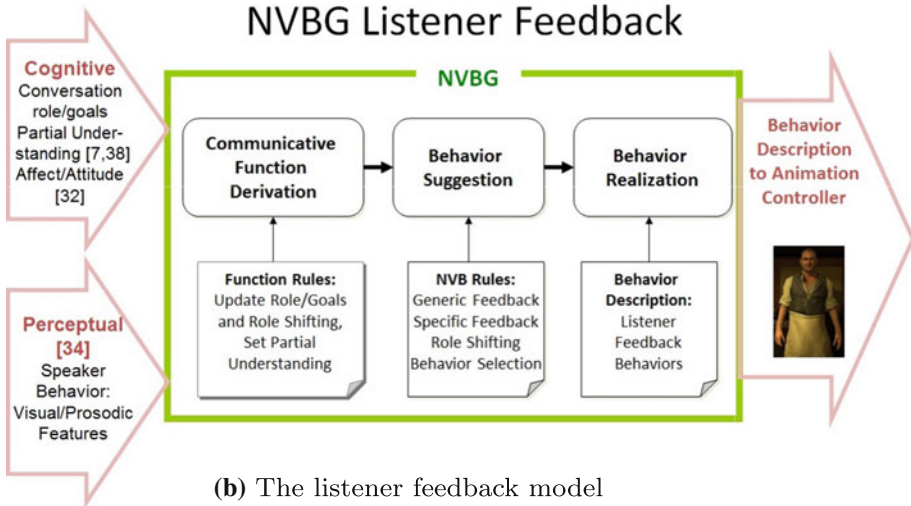 NVBG Listener Feedback
Cognitive
Conversation
role/goals
Partial Under-
standing [7,38]
Affect/Attitude
[32]
Perceptual
[34]
Speaker
Behavior:
Visual/Prosodic
Features
NVBG
Communicative
Function
Derivation
Behavior
Suggestion
Behavior
Realization
Function Rules:
Update Role/Goals
and Role Shifting,
Set Partial
Understanding
NVB Rules:
Generic Feedback
Specific Feedback
Role Shifting
Behavior Selection
Behavior
Description:
Listener
Feedback
Behaviors
Behavior
Description
to Animation
Controller
(b) The listener feedback model